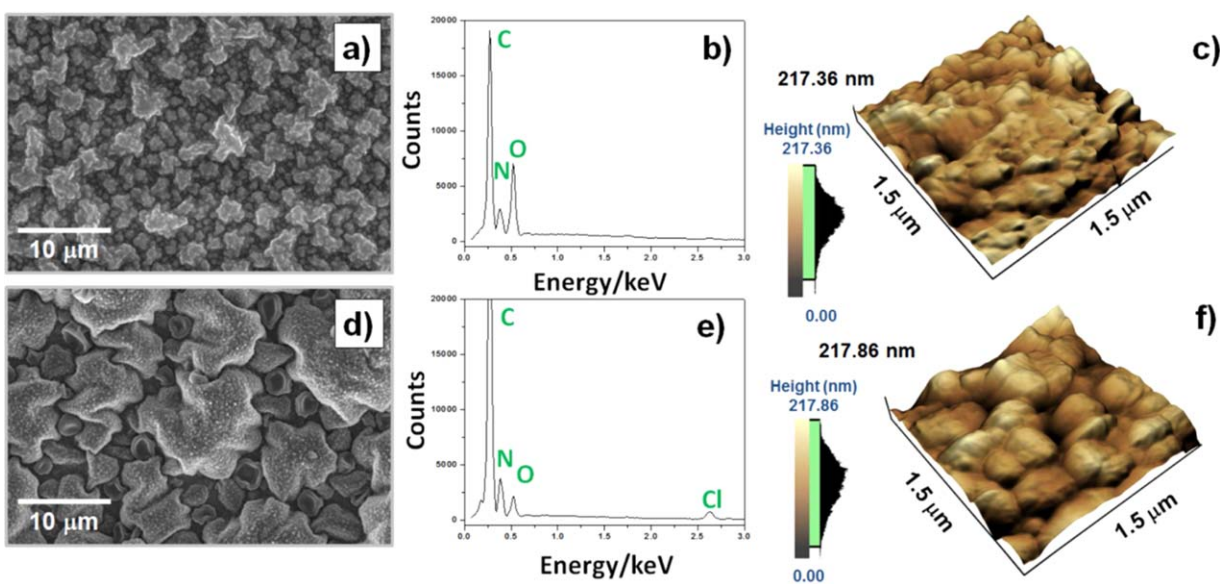 a)
10 μm
b)
20000
15000
10000
5000
0
C
N
O
Counts
0.0 0.5 1.0 1.5 2.0 2.5 3.0
Energy/keV
c)
217.36 nm
Height (nm)
217.36
0.00
1.5 μm
1.5 μm
d)
10 μm
e)
20000
15000
10000
5000
0
C
N
O
Cl
Counts
0.0 0.5 1.0 1.5 2.0 2.5 3.0
Energy/keV
f)
217.86 nm
Height (nm)
217.86
0.00
1.5 μm
1.5 μm